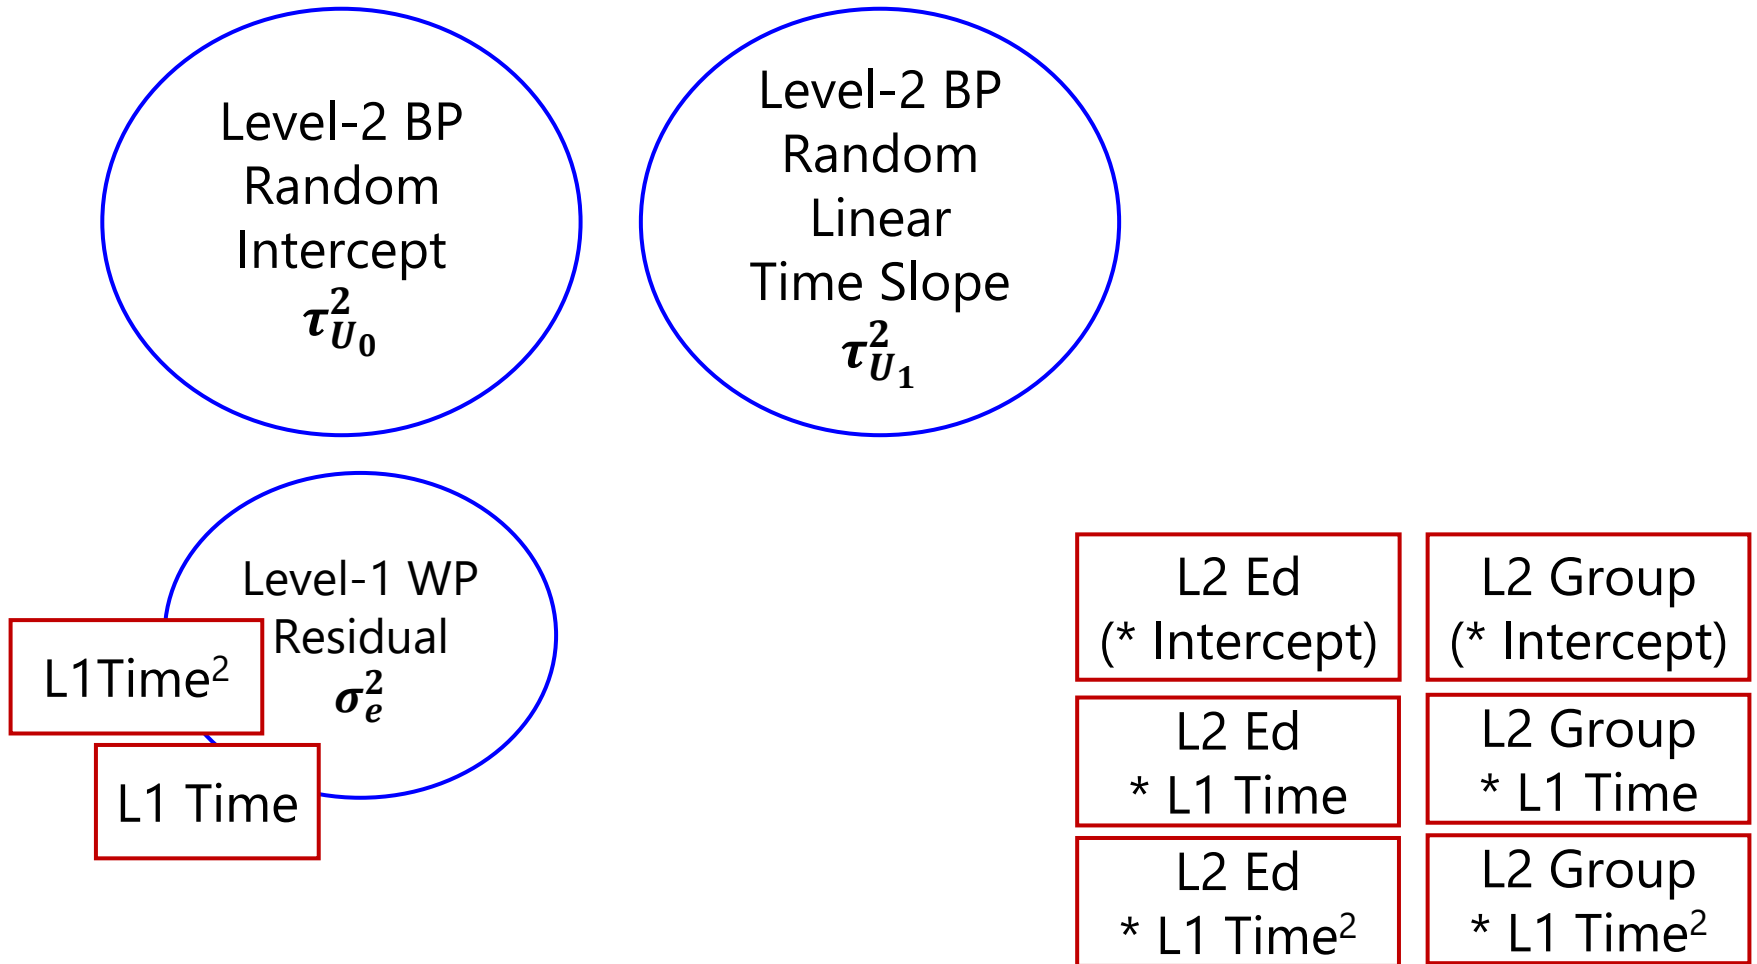 Level-2 BP
Random
Intercept
τ²U₀
Level-2 BP
Random
Linear
Time Slope
τ²U₁
Level-1 WP
Residual
σ²e
L1Time²
L1 Time
L2 Ed
(* Intercept)
L2 Group
(* Intercept)
L2 Ed
* L1 Time
L2 Group
* L1 Time
L2 Ed
* L1 Time²
L2 Group
* L1 Time²